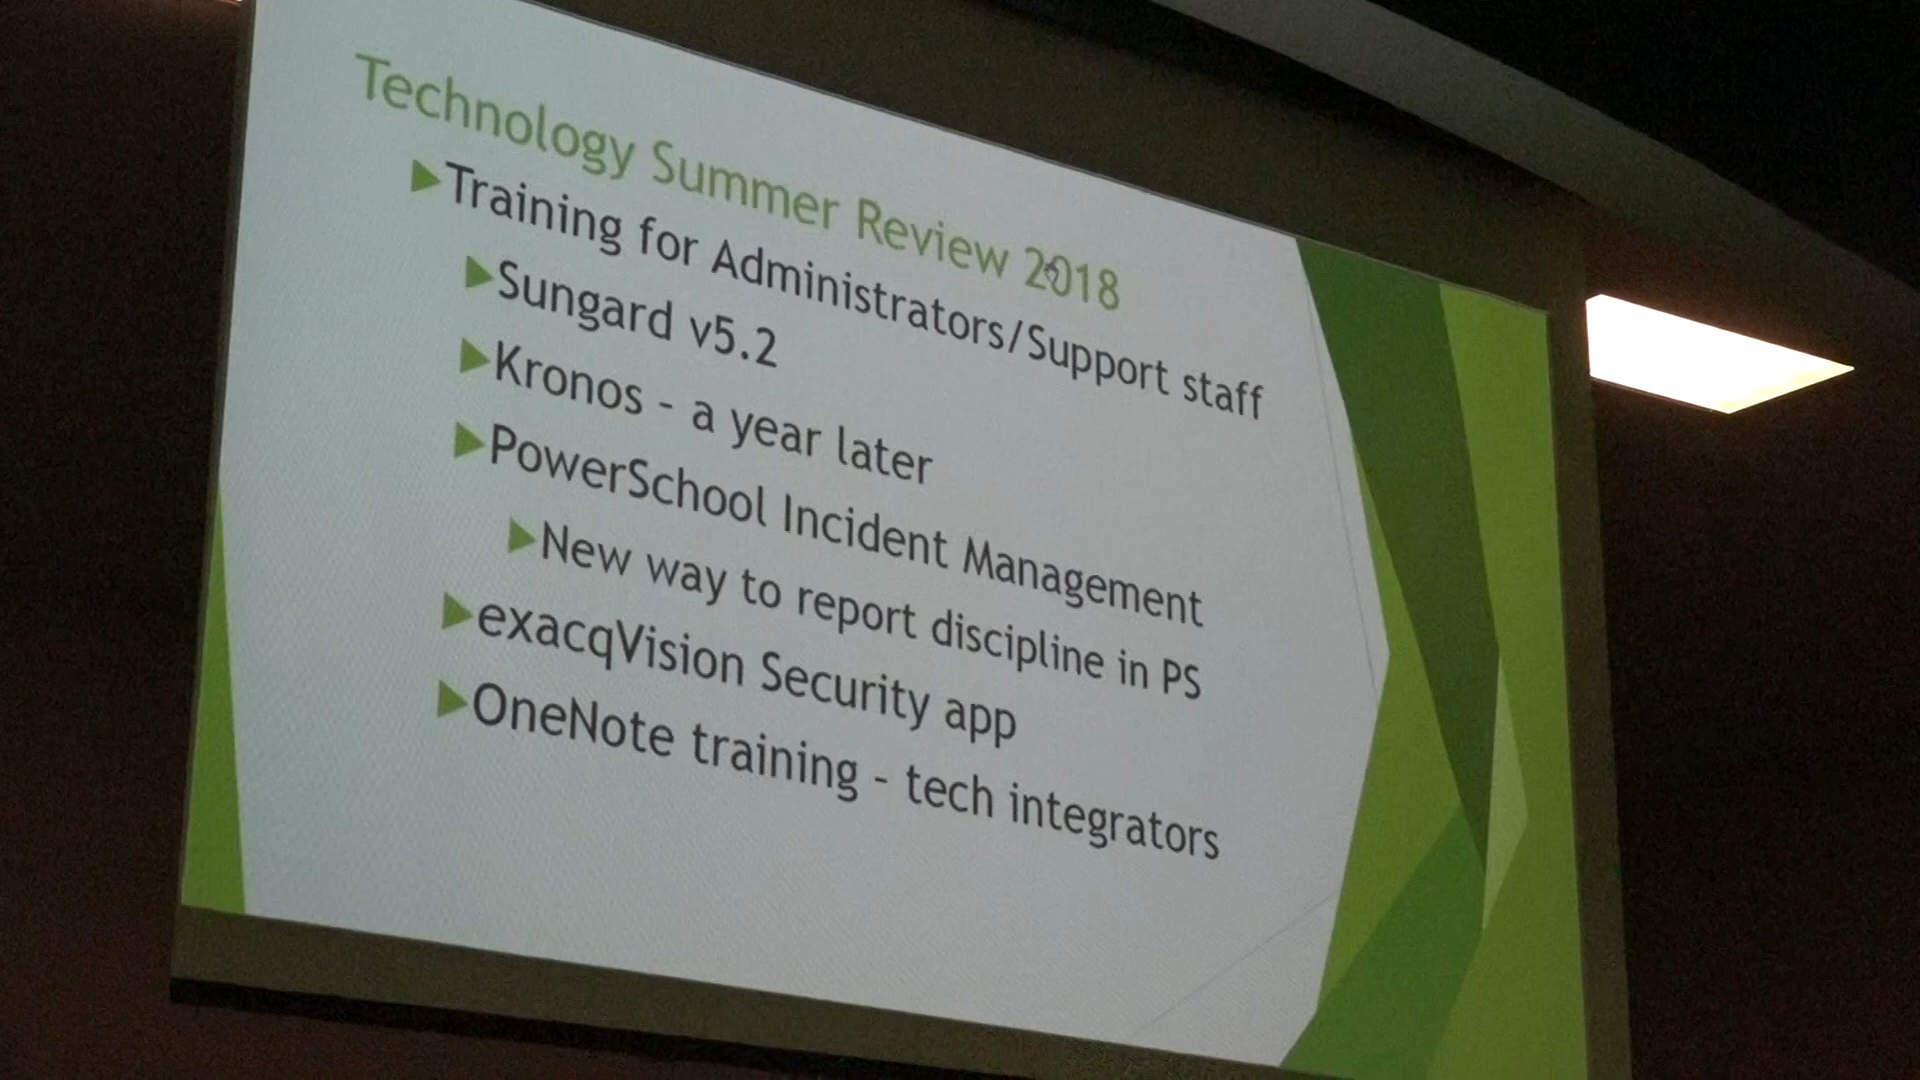 Technology Summer Review 2018
Training for Administrators/Support staff
Sungard v5.2
Kronos - a year later
PowerSchool Incident Management
New way to report discipline in PS
exacqVision Security app
OneNote training - tech integrators